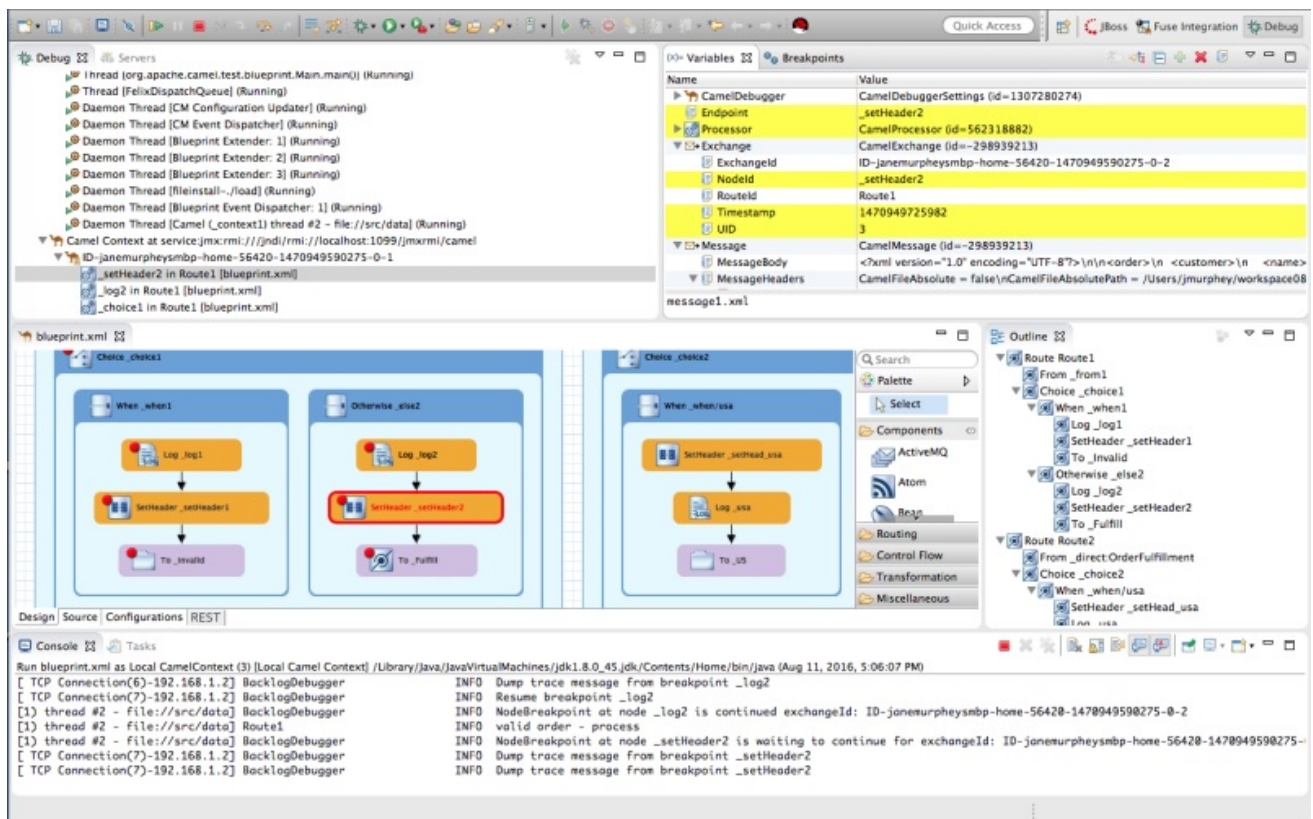 Quick Access
JBoss
Fuse Integration
Debug
Debug
Servers
Thread [org.apache.camel.test.blueprint.Main.main()] (Running)
Thread [FelixDispatchQueue] (Running)
Daemon Thread [CM Configuration Updater] (Running)
Daemon Thread [CM Event Dispatcher] (Running)
Daemon Thread [Blueprint Extender: 1] (Running)
Daemon Thread [Blueprint Extender: 2] (Running)
Daemon Thread [Blueprint Extender: 3] (Running)
Daemon Thread [fileinstall-./load] (Running)
Daemon Thread [Blueprint Event Dispatcher: 1] (Running)
Daemon Thread [Camel (_context1) thread #2 - file://src/data] (Running)
Camel Context at service:jmx:rmi:///jndi/rmi://localhost:1099/jmxrmi/camel
ID-janemurpheysmbp-home-56420-1470949590275-0-1
_setHeader2 in Route1 [blueprint.xml]
_log2 in Route1 [blueprint.xml]
_choice1 in Route1 [blueprint.xml]
(x)= Variables
Breakpoints
Name Value
CamelDebugger CamelDebuggerSettings (id=1307280274)
Endpoint _setHeader2
Processor CamelProcessor (id=562318882)
Exchange CamelExchange (id=-298939213)
ExchangeId ID-janemurpheysmbp-home-56420-1470949590275-0-2
NodeId _setHeader2
RouteId Route1
Timestamp 1470949725982
UID 3
Message CamelMessage (id=-298939213)
MessageBody <?xml version="1.0" encoding="UTF-8"?>\n\n<order>\n <customer>\n <name>
MessageHeaders CamelFileAbsolute = false\nCamelFileAbsolutePath = /Users/jmurphey/workspace08
message1.xml
blueprint.xml
Choice _choice1
When _when1
Log _log1
SetHeader _setHeader1
To _Invalid
Otherwise _else2
Log _log2
SetHeader _setHeader2
To _Fulfill
Choice _choice2
When _when/usa
SetHeader _setHead_usa
Log _usa
To _US
Search
Palette
Select
Components
ActiveMQ
Atom
Bean
Routing
Control Flow
Transformation
Miscellaneous
Design Source Configurations REST
Outline
Route Route1
From _from1
Choice _choice1
When _when1
Log _log1
SetHeader _setHeader1
To _Invalid
Otherwise _else2
Log _log2
SetHeader _setHeader2
To _Fulfill
Route Route2
From _direct:OrderFulfillment
Choice _choice2
When _when/usa
SetHeader _setHead_usa
Log _usa
Console
Tasks
Run blueprint.xml as Local CamelContext (3) [Local Camel Context] /Library/Java/JavaVirtualMachines/jdk1.8.0_45.jdk/Contents/Home/bin/java (Aug 11, 2016, 5:06:07 PM)
[ TCP Connection(6)-192.168.1.2] BacklogDebugger INFO Dump trace message from breakpoint _log2
[ TCP Connection(7)-192.168.1.2] BacklogDebugger INFO Resume breakpoint _log2
[1) thread #2 - file://src/data] BacklogDebugger INFO NodeBreakpoint at node _log2 is continued exchangeId: ID-janemurpheysmbp-home-56420-1470949590275-0-2
[1) thread #2 - file://src/data] Route1 INFO valid order - process
[1) thread #2 - file://src/data] BacklogDebugger INFO NodeBreakpoint at node _setHeader2 is waiting to continue for exchangeId: ID-janemurpheysmbp-home-56420-1470949590275-
[ TCP Connection(7)-192.168.1.2] BacklogDebugger INFO Dump trace message from breakpoint _setHeader2
[ TCP Connection(7)-192.168.1.2] BacklogDebugger INFO Dump trace message from breakpoint _setHeader2